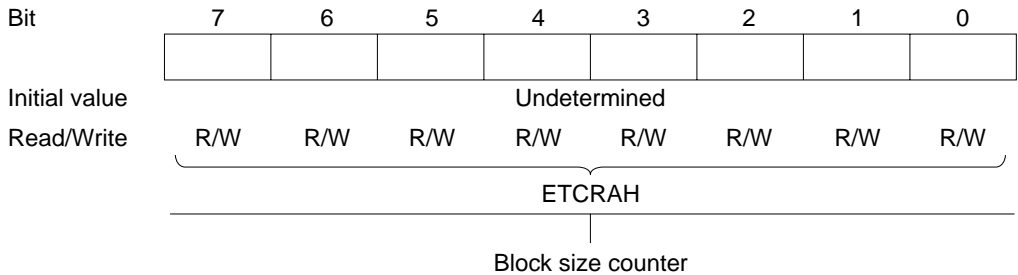 Bit 7 6 5 4 3 2 1 0
Initial value Undetermined
Read/Write R/W R/W R/W R/W R/W R/W R/W R/W
ETCRAH
Block size counter